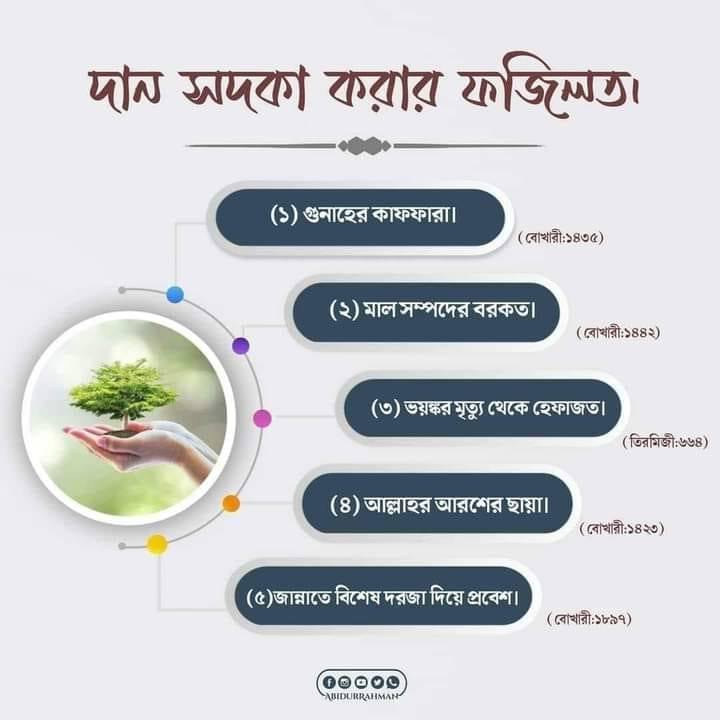 দান সদকা করার ফজিলত।
(১) গুনাহের কাফফারা।
(বোখারী:১৪৩৫)
(২) মাল সম্পদের বরকত।
(বোখারী:১৪৪২)
(৩) ভয়ঙ্কর মৃত্যু থেকে হেফাজত।
(তিরমিজী:৬৬৪)
(৪) আল্লাহর আরশের ছায়া।
(বোখারী:১৪২৩)
(৫)জান্নাতে বিশেষ দরজা দিয়ে প্রবেশ।
(বোখারী:১৮৯৭)
ABIDURRAHMAN